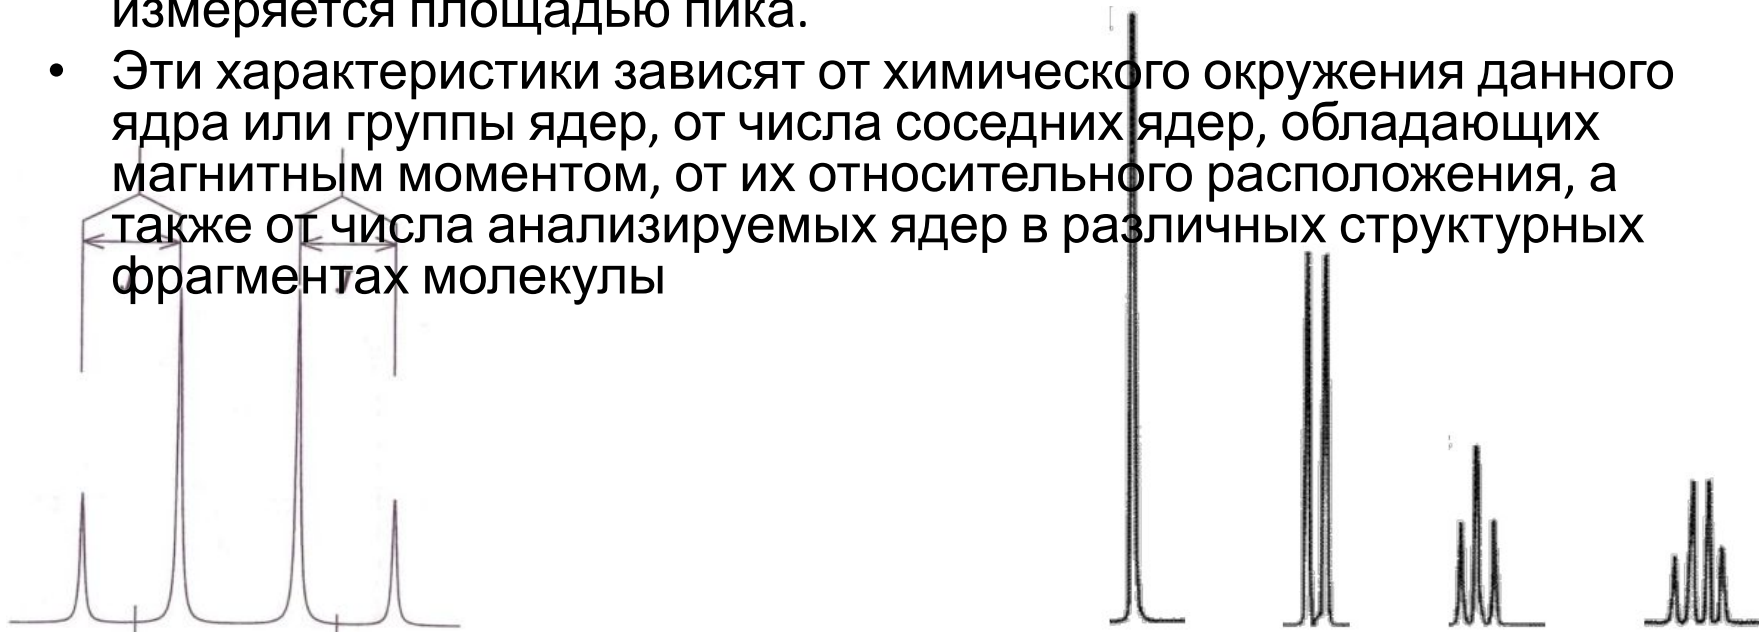 измеряется площадью пика.
• Эти характеристики зависят от химического окружения данного
ядра или группы ядер, от числа соседних ядер, обладающих
магнитным моментом, от их относительного расположения, а
также от числа анализируемых ядер в различных структурных
фрагментах молекулы